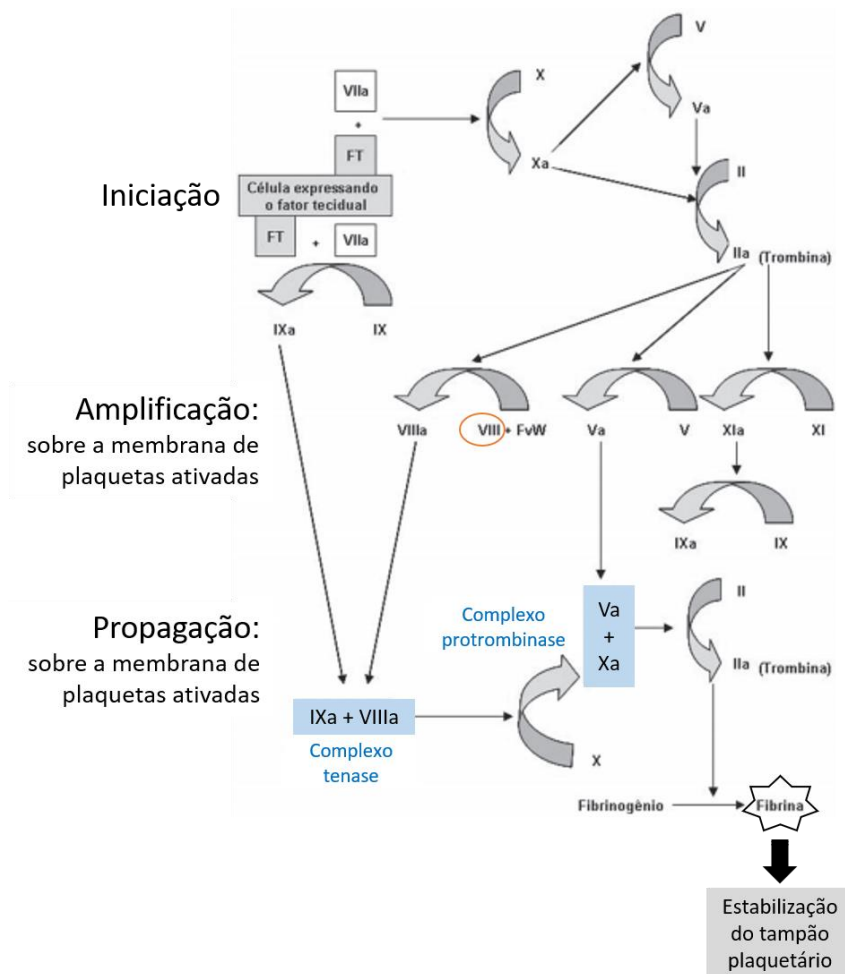 V
VIIa
X
+
Va
FT
Xa
II
Iniciação
Célula expressando
o fator tecidual
FT
+
VIIa
IIa (Trombina)
IXa
IX
Amplificação:
sobre a membrana de
plaquetas ativadas
VIIIa
VIII + FvW
Va
V
XIa
XI
IXa
IX
Propagação:
sobre a membrana de
plaquetas ativadas
Complexo
protrombinase
Va
+
Xa
II
IIa (Trombina)
IXa + VIIIa
Complexo
tenase
X
Fibrinogênio
Fibrina
Estabilização
do tampão
plaquetário